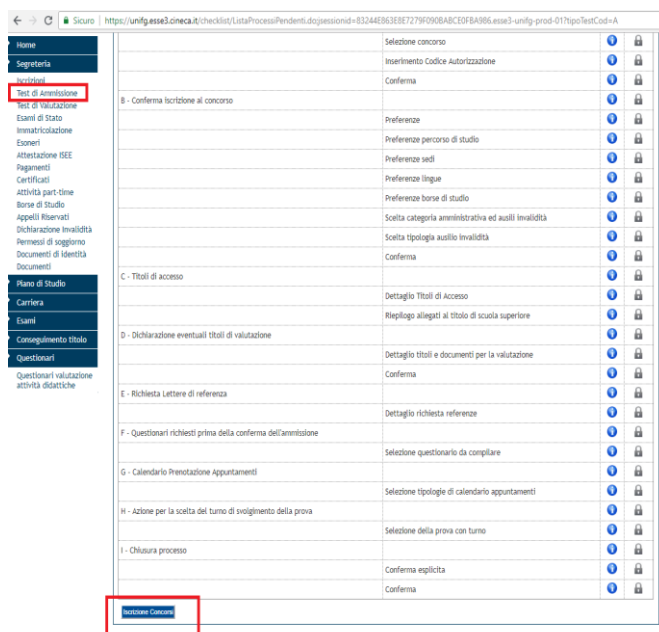 Sicuro | https://unifg.esse3.cineca.it/checklist/ListaProcessiPendenti.do;jsessionid=83244E863E8E7279F090BABCE0FBA986.esse3-unifg-prod-01?tipoTestCod=A
Home
Segreteria
Iscrizioni
Test di Ammissione
Test di Valutazione
Esami di Stato
Immatricolazione
Esoneri
Attestazione ISEE
Pagamenti
Certificati
Attività part-time
Borse di Studio
Appelli Riservati
Dichiarazione Invalidità
Permessi di soggiorno
Documenti di Identità
Documenti
Piano di Studio
Carriera
Esami
Conseguimento titolo
Questionari
Questionari valutazione
attività didattiche
Selezione concorso
Inserimento Codice Autorizzazione
Conferma
B - Conferma iscrizione al concorso
Preferenze
Preferenze percorso di studio
Preferenze sedi
Preferenze lingue
Preferenze borse di studio
Scelta categoria amministrativa ed ausili invalidità
Scelta tipologia ausilio invalidità
Conferma
C - Titoli di accesso
Dettaglio Titoli di Accesso
Riepilogo allegati al titolo di scuola superiore
D - Dichiarazione eventuali titoli di valutazione
Dettaglio titoli e documenti per la valutazione
Conferma
E - Richiesta Lettere di referenza
Dettaglio richiesta referenze
F - Questionari richiesti prima della conferma dell'ammissione
Selezione questionario da compilare
G - Calendario Prenotazione Appuntamenti
Selezione tipologie di calendario appuntamenti
H - Azione per la scelta del turno di svolgimento della prova
Selezione della prova con turno
I - Chiusura processo
Conferma esplicita
Conferma
Iscrizione Concorsi